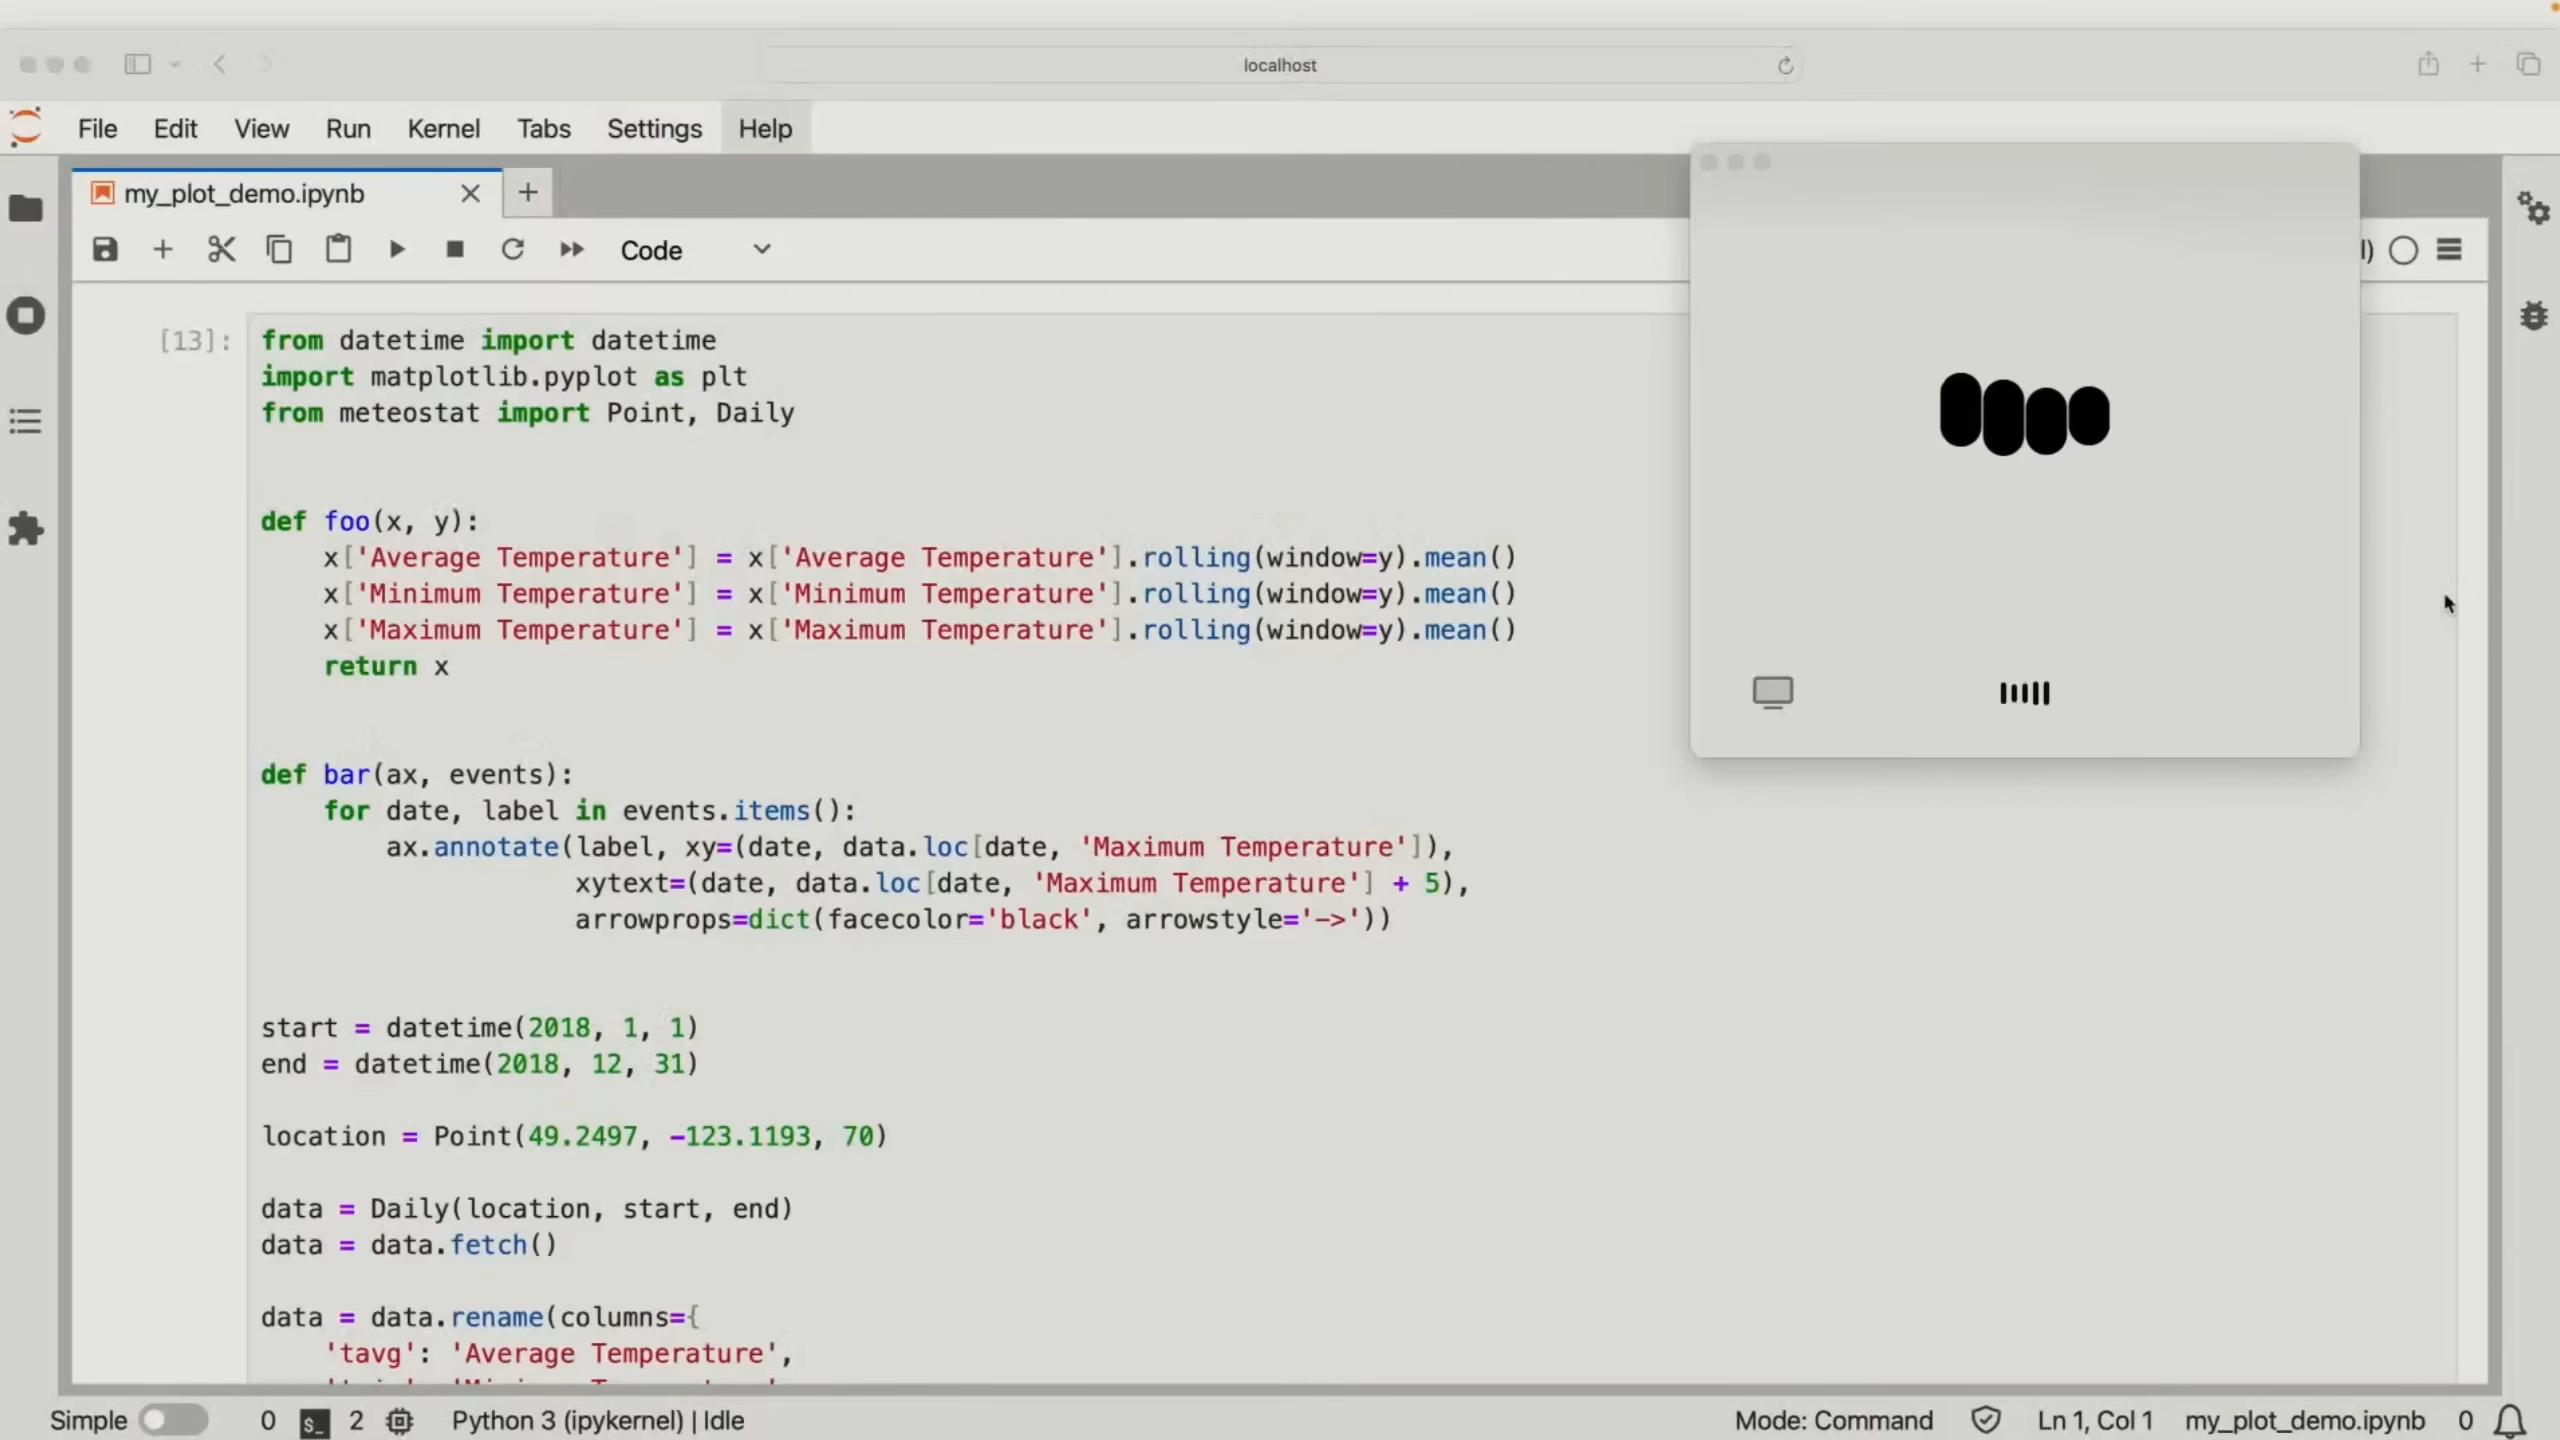 localhost
File Edit View Run Kernel Tabs Settings Help
my_plot_demo.ipynb
Code
[13]:
from datetime import datetime
import matplotlib.pyplot as plt
from meteostat import Point, Daily
def foo(x, y):
    x['Average Temperature'] = x['Average Temperature'].rolling(window=y).mean()
    x['Minimum Temperature'] = x['Minimum Temperature'].rolling(window=y).mean()
    x['Maximum Temperature'] = x['Maximum Temperature'].rolling(window=y).mean()
    return x
def bar(ax, events):
    for date, label in events.items():
        ax.annotate(label, xy=(date, data.loc[date, 'Maximum Temperature']),
                    xytext=(date, data.loc[date, 'Maximum Temperature'] + 5),
                    arrowprops=dict(facecolor='black', arrowstyle='->'))
start = datetime(2018, 1, 1)
end = datetime(2018, 12, 31)
location = Point(49.2497, -123.1193, 70)
data = Daily(location, start, end)
data = data.fetch()
data = data.rename(columns={
    'tavg': 'Average Temperature',
Simple 0 $_ 2 Python 3 (ipykernel) | Idle Mode: Command Ln 1, Col 1 my_plot_demo.ipynb 0